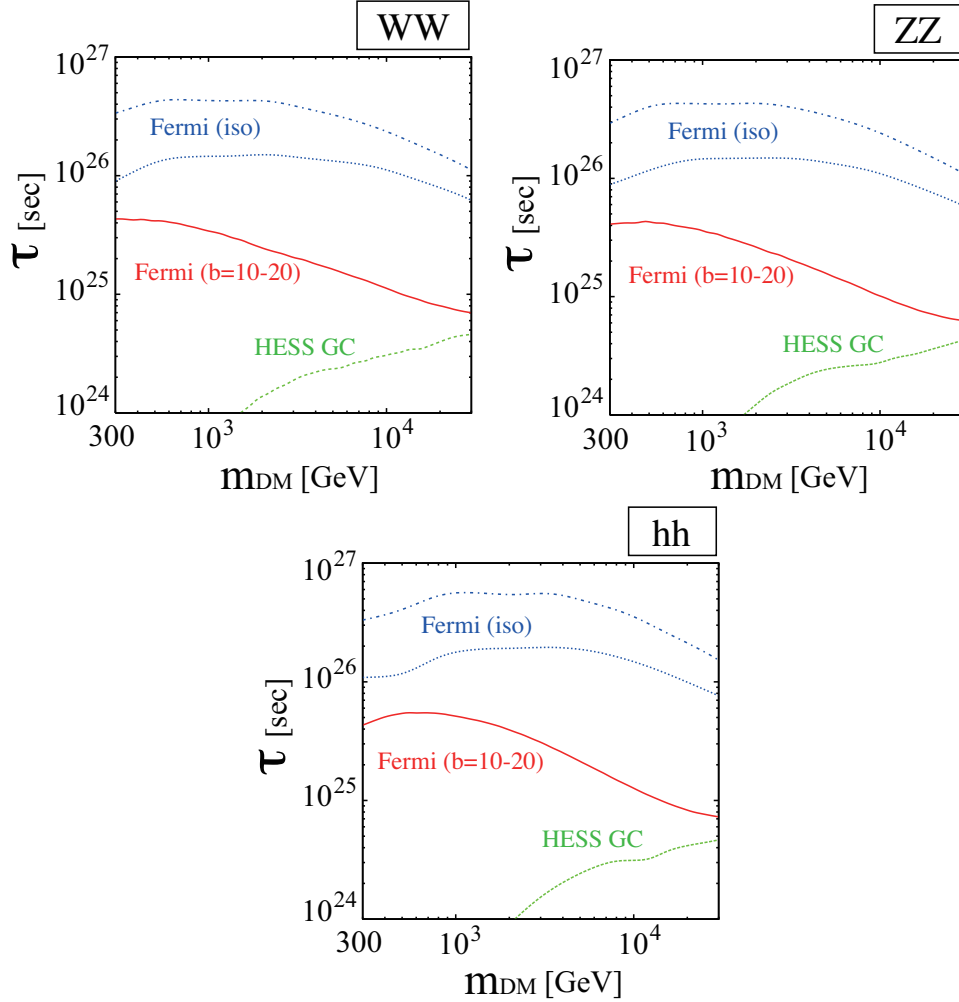 WW
10^27
10^26
10^25
10^24
τ [sec]
Fermi (iso)
Fermi (b=10-20)
HESS GC
300
10^3
10^4
mDM [GeV]
ZZ
10^27
10^26
10^25
10^24
τ [sec]
Fermi (iso)
Fermi (b=10-20)
HESS GC
300
10^3
10^4
mDM [GeV]
hh
10^27
10^26
10^25
10^24
τ [sec]
Fermi (iso)
Fermi (b=10-20)
HESS GC
300
10^3
10^4
mDM [GeV]